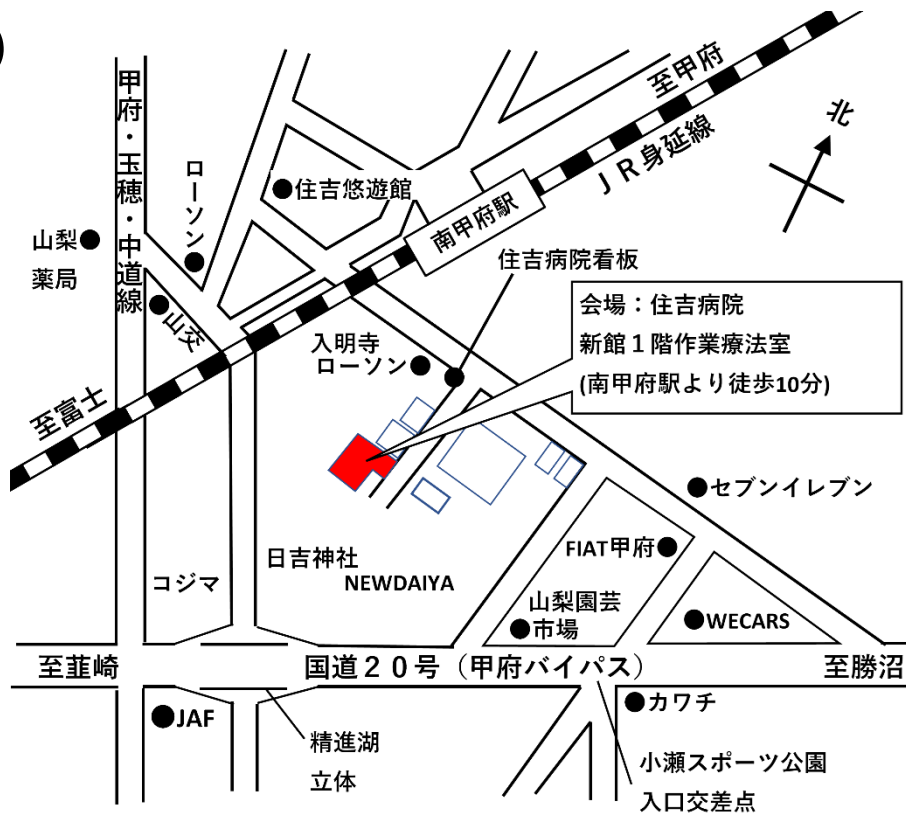 甲府・玉穂・中道線
ローソン
住吉悠遊館
至甲府
JR身延線
北
南甲府駅
山梨
薬局
山交
住吉病院看板
会場：住吉病院
新館１階作業療法室
(南甲府駅より徒歩10分)
入明寺
ローソン
至富士
セブンイレブン
FIAT甲府
日吉神社
コジマ
NEWDAIYA
山梨園芸
市場
WECARS
至韮崎
国道２０号（甲府バイパス）
至勝沼
JAF
カワチ
精進湖
立体
小瀬スポーツ公園
入口交差点